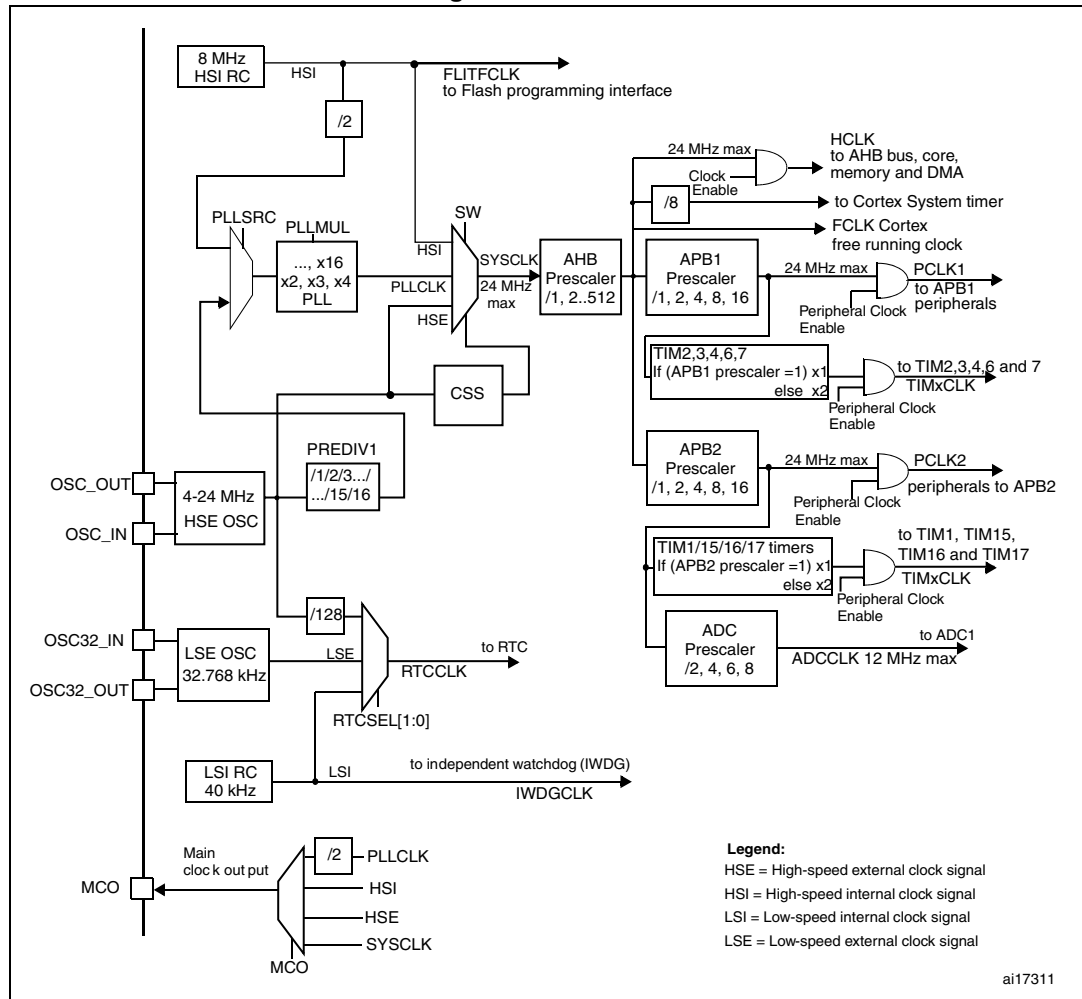 8 MHz
HSI RC
HSI
FLITFCLK
to Flash programming interface
/2
HCLK
to AHB bus, core,
memory and DMA
24 MHz max
Clock
Enable
/8
to Cortex System timer
FCLK Cortex
free running clock
PLLSRC
PLLMUL
..., x16
x2, x3, x4
PLL
SW
HSI
PLLCLK
HSE
SYSCLK
24 MHz
max
AHB
Prescaler
/1, 2..512
APB1
Prescaler
/1, 2, 4, 8, 16
24 MHz max
PCLK1
to APB1
peripherals
Peripheral Clock
Enable
TIM2,3,4,6,7
If (APB1 prescaler =1) x1
else x2
to TIM2,3,4,6 and 7
TIMxCLK
Peripheral Clock
Enable
CSS
PREDIV1
/1/2/3.../
.../15/16
OSC_OUT
OSC_IN
4-24 MHz
HSE OSC
APB2
Prescaler
/1, 2, 4, 8, 16
24 MHz max
PCLK2
peripherals to APB2
Peripheral Clock
Enable
TIM1/15/16/17 timers
If (APB2 prescaler =1) x1
else x2
to TIM1, TIM15,
TIM16 and TIM17
TIMxCLK
Peripheral Clock
Enable
ADC
Prescaler
/2, 4, 6, 8
to ADC1
ADCCLK 12 MHz max
/128
OSC32_IN
OSC32_OUT
LSE OSC
32.768 kHz
LSE
to RTC
RTCCLK
RTCSEL[1:0]
LSI RC
40 kHz
LSI
to independent watchdog (IWDG)
IWDGCLK
MCO
Main
clock output
/2
PLLCLK
HSI
HSE
SYSCLK
MCO
Legend:
HSE = High-speed external clock signal
HSI = High-speed internal clock signal
LSI = Low-speed internal clock signal
LSE = Low-speed external clock signal
ai17311